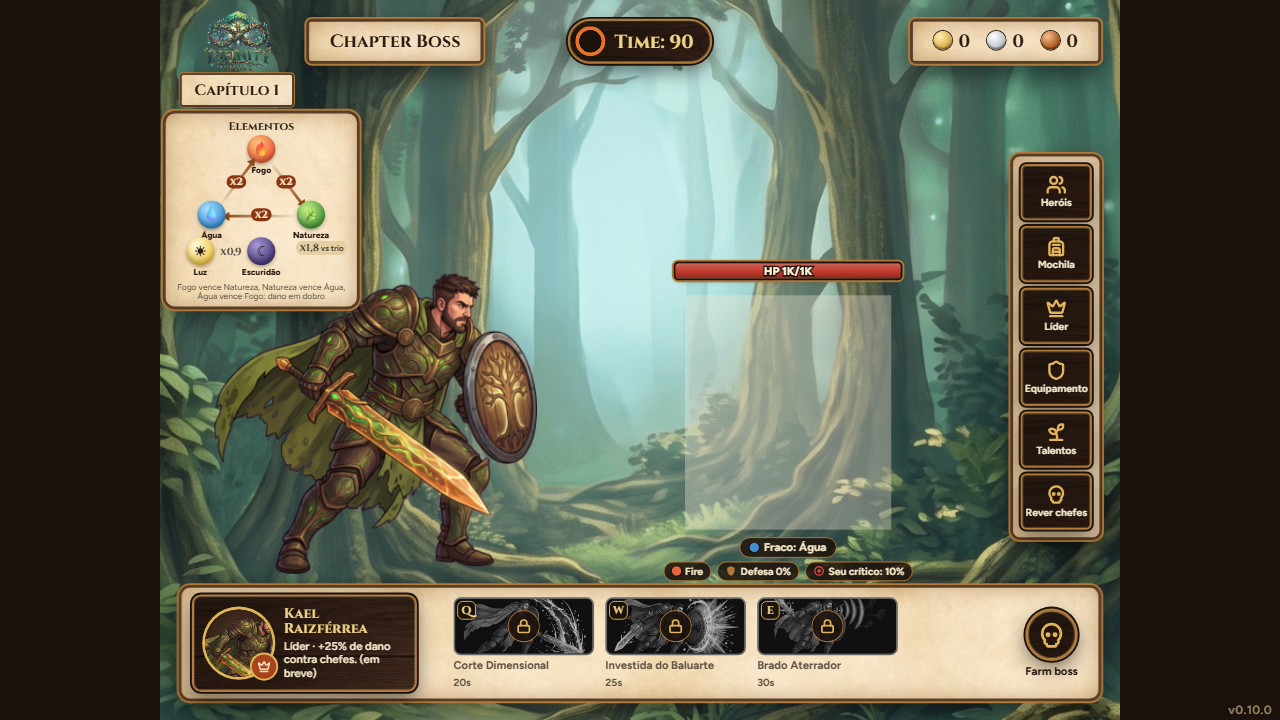 Chapter Boss
Time: 90
0 0 0
Capítulo 1
Elementos
Fogo
x2 x2
x2
Água Natureza
x0,9 x1,8 vs trio
Luz Escuridão
Fogo vence Natureza, Natureza vence Água,
Água vence Fogo: dano em dobro
HP 1K/1K
Heróis
Mochila
Líder
Equipamento
Talentos
Rever chefes
Fraco: Água
Fire Defesa 0% Seu crítico: 10%
Kael
Raizférrea
Líder · +25% de dano
contra chefes. (em
breve)
Q W E
Corte Dimensional Investida do Baluarte Brado Aterrador
20s 25s 30s
Farm boss
v0.10.0